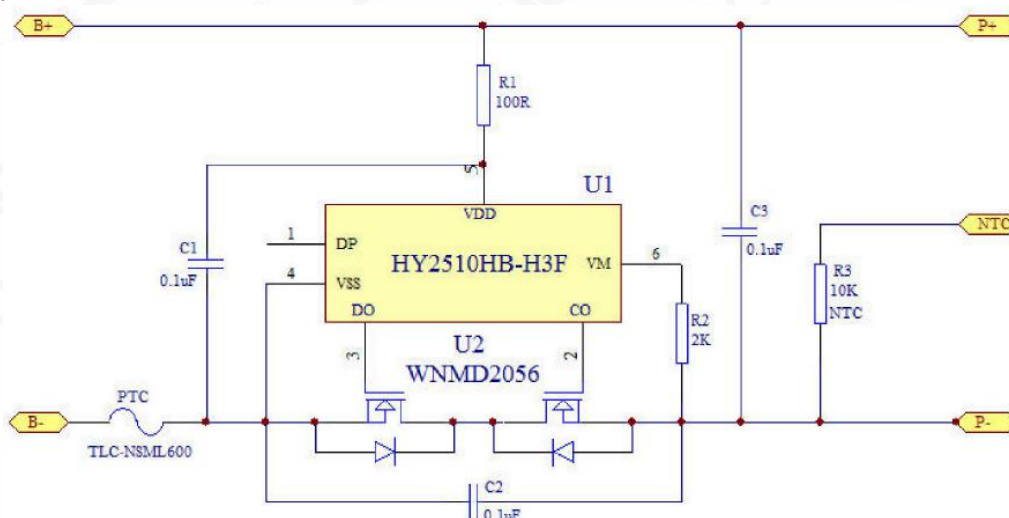 B+
P+
R1
100R
5
U1
VDD
C1
0.1uF
1
DP
4
VSS
HY2510HB-H3F
VM
6
C3
0.1uF
NTC
R3
10K
NTC
DO
CO
R2
2K
3
U2
2
WNMD2056
PTC
B-
P-
TLC-NSML600
C2
0.1uF